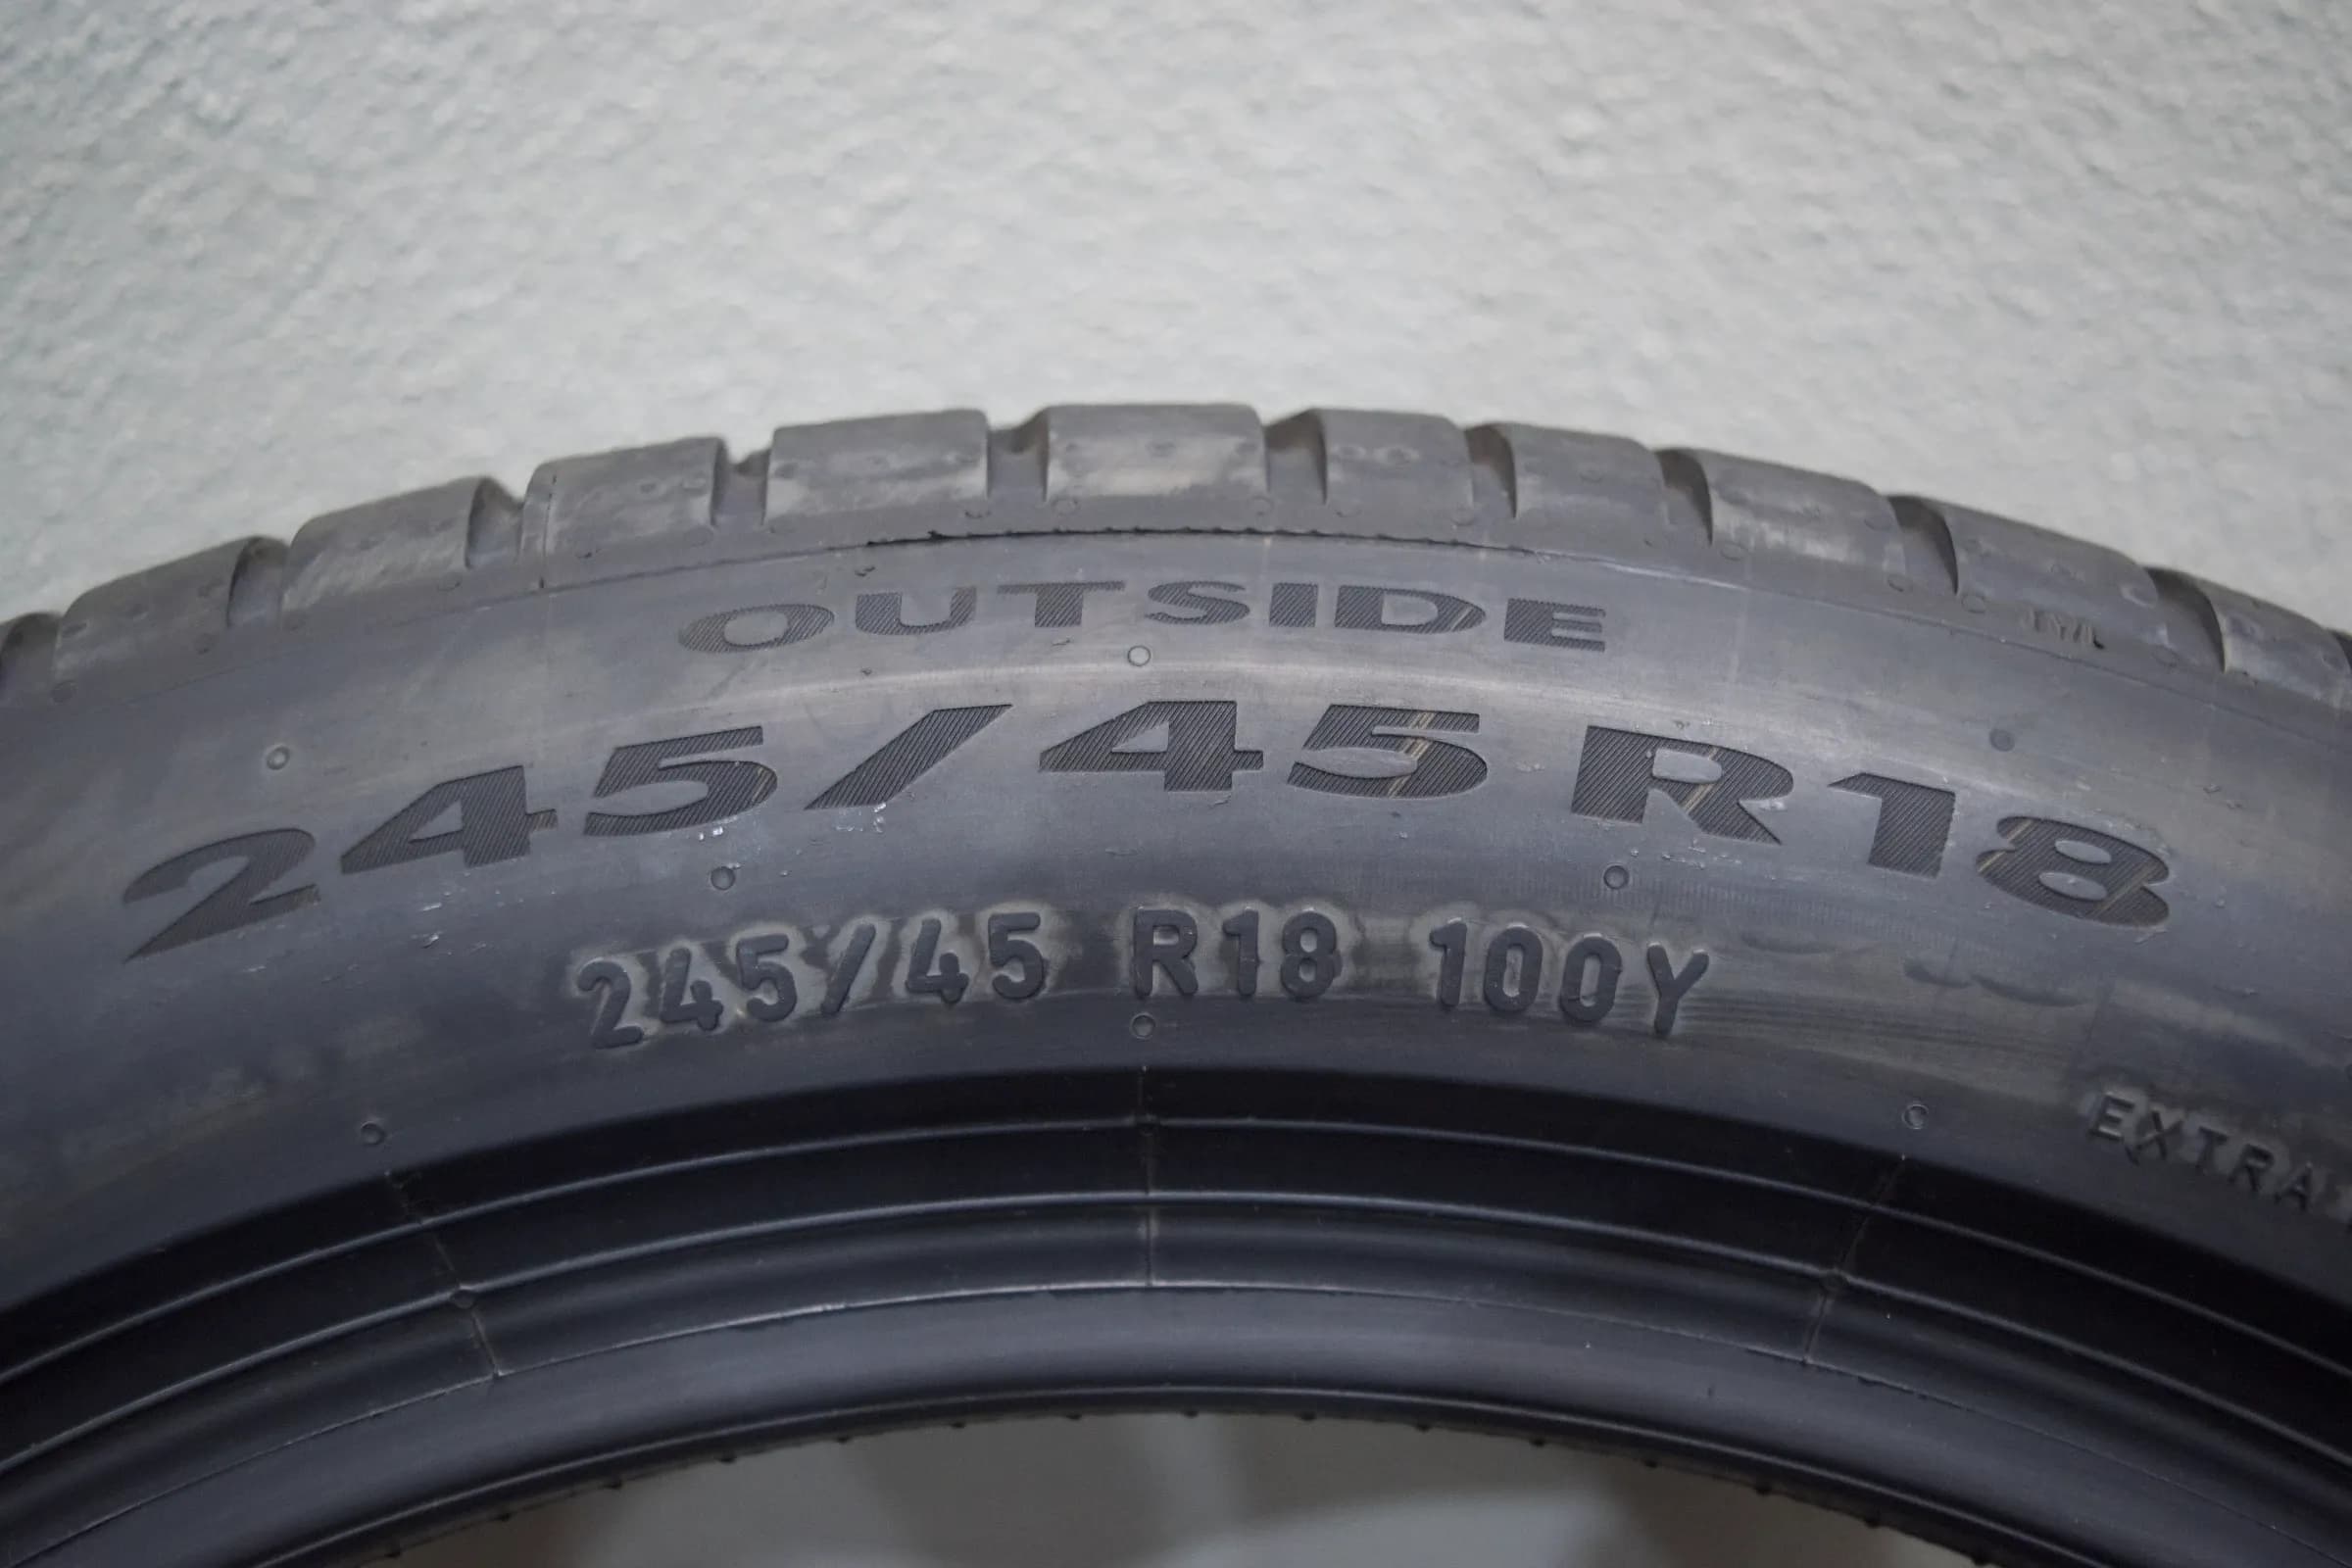 OUTSIDE
245/45 R18
245/45 R18 100Y
EXTRA